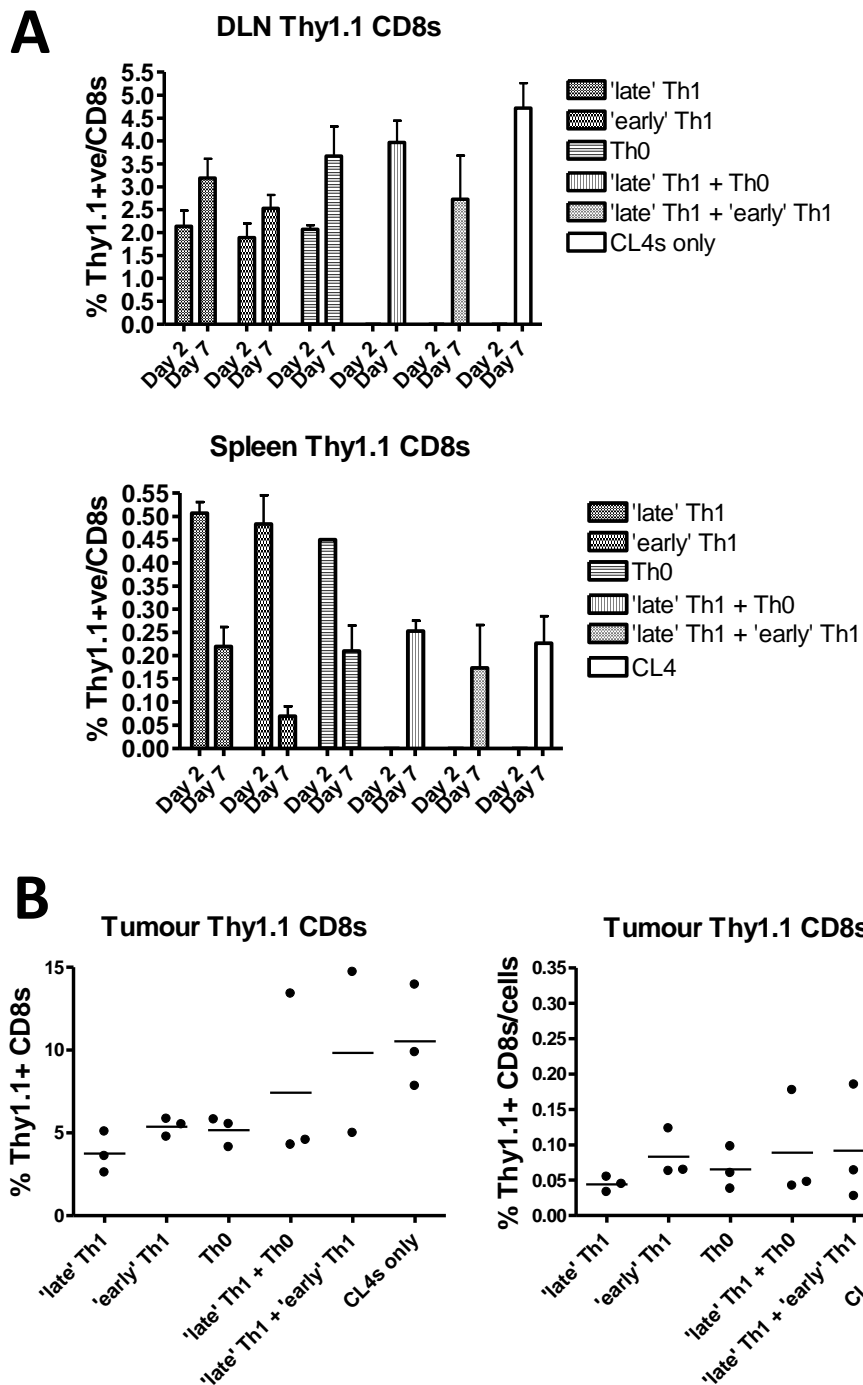 A
DLN Thy1.1 CD8s
% Thy1.1+ve/CD8s
5.5
5.0
4.5
4.0
3.5
3.0
2.5
2.0
1.5
1.0
0.5
0.0
Day 2
Day 7
Day 2
Day 7
Day 2
Day 7
Day 2
Day 7
Day 2
Day 7
Day 2
Day 7
'late' Th1
'early' Th1
Th0
'late' Th1 + Th0
'late' Th1 + 'early' Th1
CL4s only
Spleen Thy1.1 CD8s
% Thy1.1+ve/CD8s
0.55
0.50
0.45
0.40
0.35
0.30
0.25
0.20
0.15
0.10
0.05
0.00
Day 2
Day 7
Day 2
Day 7
Day 2
Day 7
Day 2
Day 7
Day 2
Day 7
Day 2
Day 7
'late' Th1
'early' Th1
Th0
'late' Th1 + Th0
'late' Th1 + 'early' Th1
CL4
B
Tumour Thy1.1 CD8s
% Thy1.1+ CD8s
15
10
5
0
'late' Th1
'early' Th1
Th0
'late' Th1 + Th0
'late' Th1 + 'early' Th1
CL4s only
Tumour Thy1.1 CD8s
% Thy1.1+ CD8s/cells
0.35
0.30
0.25
0.20
0.15
0.10
0.05
0.00
'late' Th1
'early' Th1
Th0
'late' Th1 + Th0
'late' Th1 + 'early' Th1